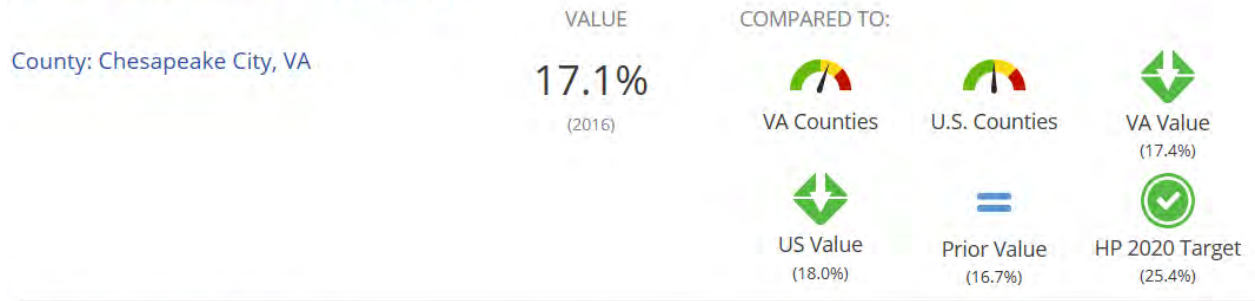 VALUE
COMPARED TO:
County: Chesapeake City, VA
17.1%
(2016)
VA Counties
U.S. Counties
VA Value
(17.4%)
US Value
(18.0%)
Prior Value
(16.7%)
HP 2020 Target
(25.4%)